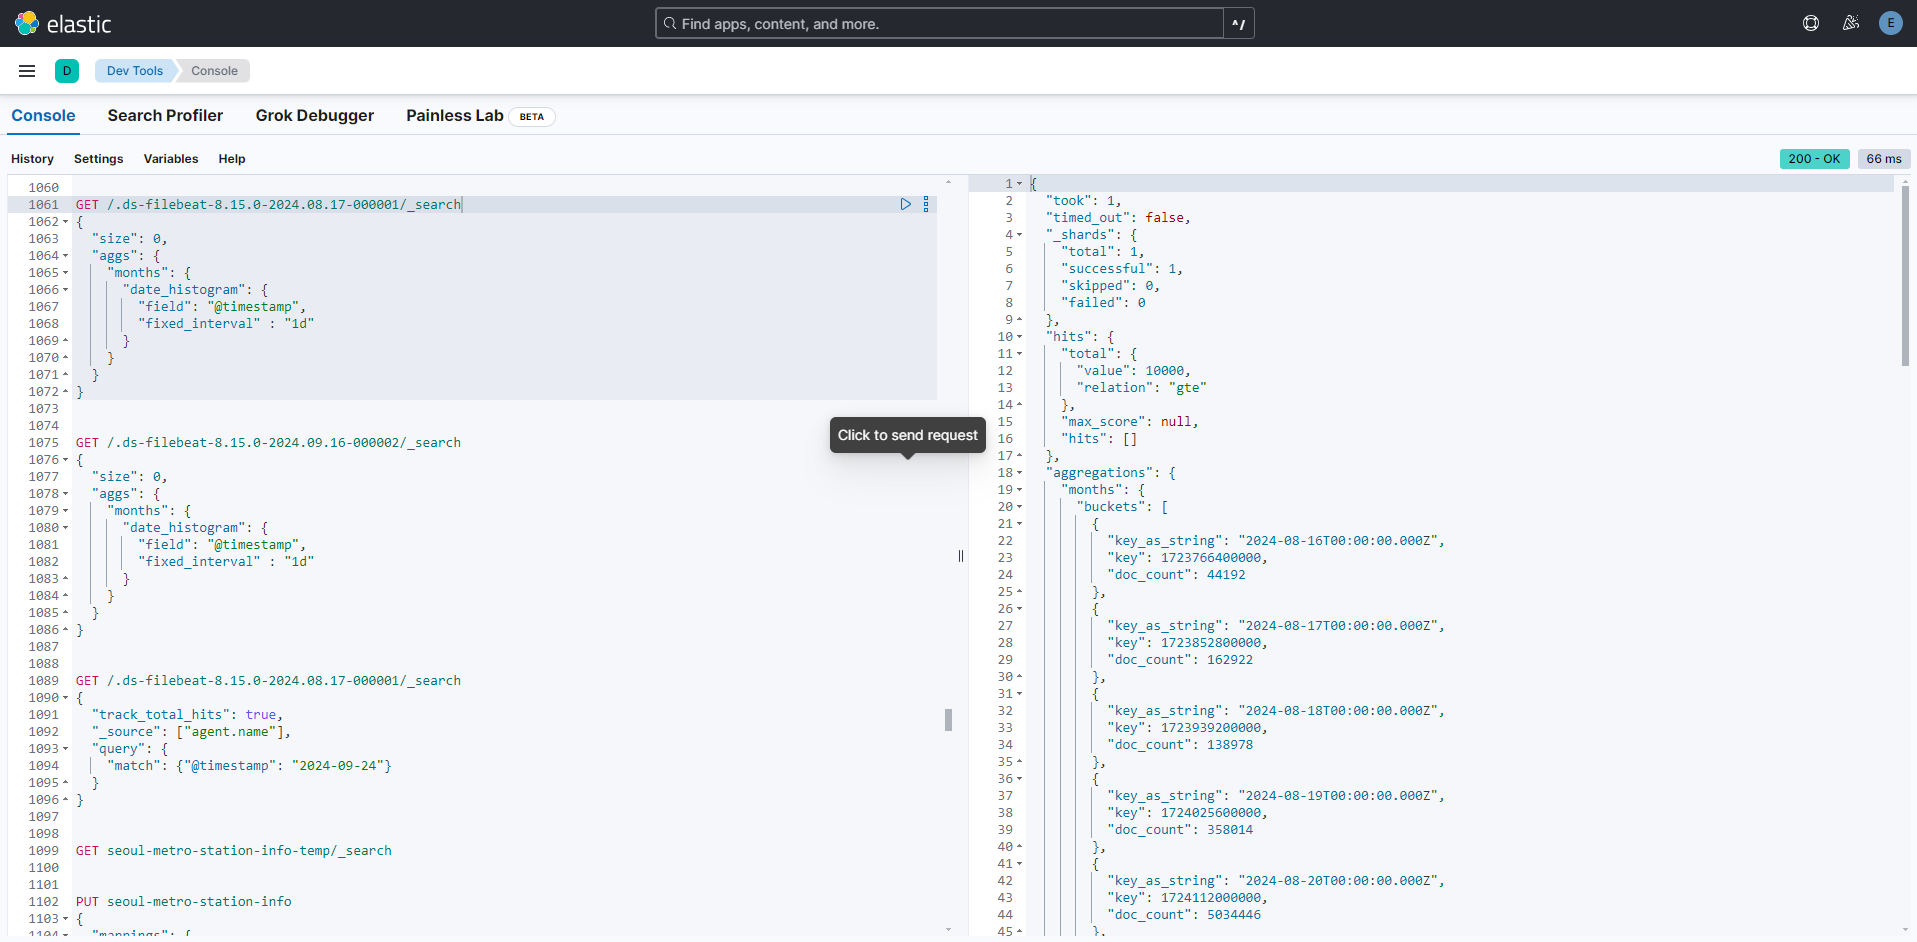 elastic
Find apps, content, and more.
^/
E
D
Dev Tools
Console
Console
Search Profiler
Grok Debugger
Painless Lab
BETA
History
Settings
Variables
Help
200 - OK
66 ms
1060
1061 GET /.ds-filebeat-8.15.0-2024.08.17-000001/_search
1062 {
1063 "size": 0,
1064 "aggs": {
1065 "months": {
1066 "date_histogram": {
1067 "field": "@timestamp",
1068 "fixed_interval" : "1d"
1069 }
1070 }
1071 }
1072 }
1073
1074
1075 GET /.ds-filebeat-8.15.0-2024.09.16-000002/_search
1076 {
1077 "size": 0,
1078 "aggs": {
1079 "months": {
1080 "date_histogram": {
1081 "field": "@timestamp",
1082 "fixed_interval" : "1d"
1083 }
1084 }
1085 }
1086 }
1087
1088
1089 GET /.ds-filebeat-8.15.0-2024.08.17-000001/_search
1090 {
1091 "track_total_hits": true,
1092 "_source": ["agent.name"],
1093 "query": {
1094 "match": {"@timestamp": "2024-09-24"}
1095 }
1096 }
1097
1098
1099 GET seoul-metro-station-info-temp/_search
1100
1101
1102 PUT seoul-metro-station-info
1103 {
1104 "mappings": {
Click to send request
1 {
2 "took": 1,
3 "timed_out": false,
4 "_shards": {
5 "total": 1,
6 "successful": 1,
7 "skipped": 0,
8 "failed": 0
9 },
10 "hits": {
11 "total": {
12 "value": 10000,
13 "relation": "gte"
14 },
15 "max_score": null,
16 "hits": []
17 },
18 "aggregations": {
19 "months": {
20 "buckets": [
21 {
22 "key_as_string": "2024-08-16T00:00:00.000Z",
23 "key": 1723766400000,
24 "doc_count": 44192
25 },
26 {
27 "key_as_string": "2024-08-17T00:00:00.000Z",
28 "key": 1723852800000,
29 "doc_count": 162922
30 },
31 {
32 "key_as_string": "2024-08-18T00:00:00.000Z",
33 "key": 1723939200000,
34 "doc_count": 138978
35 },
36 {
37 "key_as_string": "2024-08-19T00:00:00.000Z",
38 "key": 1724025600000,
39 "doc_count": 358014
40 },
41 {
42 "key_as_string": "2024-08-20T00:00:00.000Z",
43 "key": 1724112000000,
44 "doc_count": 5034446
45 },